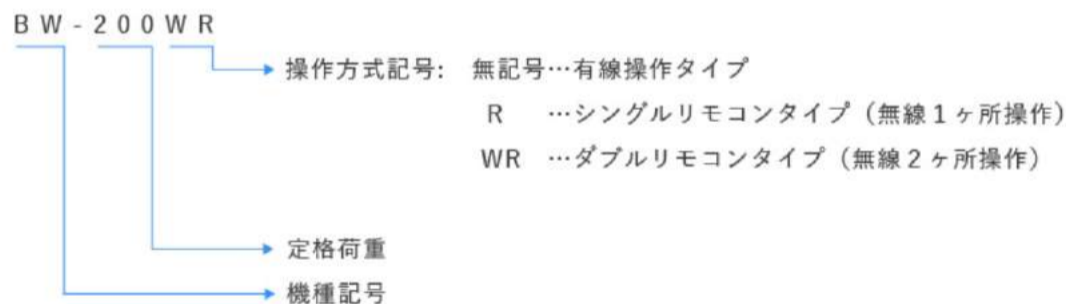 BW-200WR
操作方式記号: 無記号…有線操作タイプ
R …シングルリモコンタイプ（無線1ヶ所操作）
WR …ダブルリモコンタイプ（無線2ヶ所操作）
定格荷重
機種記号